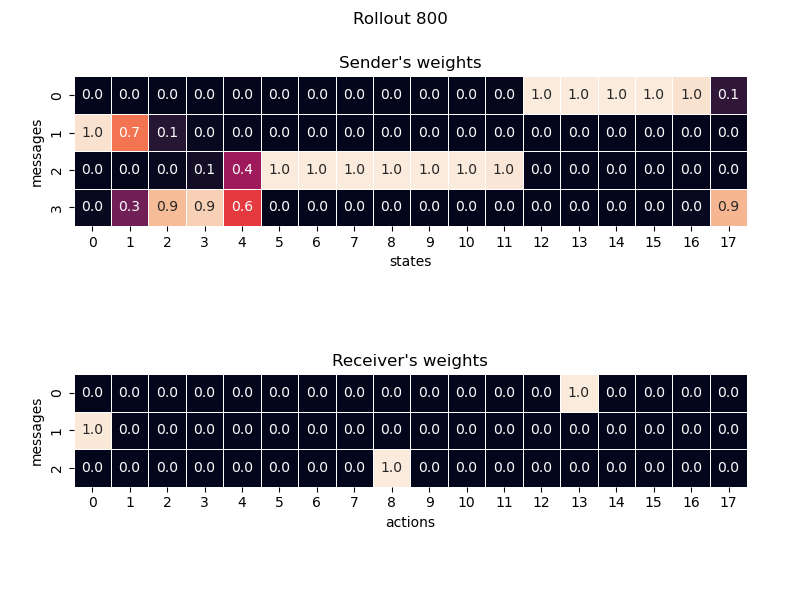 Rollout 800
Sender's weights
0 0.0 0.0 0.0 0.0 0.0 0.0 0.0 0.0 0.0 0.0 0.0 0.0 1.0 1.0 1.0 1.0 1.0 0.1
1 1.0 0.7 0.1 0.0 0.0 0.0 0.0 0.0 0.0 0.0 0.0 0.0 0.0 0.0 0.0 0.0 0.0 0.0
messages
2 0.0 0.0 0.0 0.1 0.4 1.0 1.0 1.0 1.0 1.0 1.0 1.0 0.0 0.0 0.0 0.0 0.0 0.0
3 0.0 0.3 0.9 0.9 0.6 0.0 0.0 0.0 0.0 0.0 0.0 0.0 0.0 0.0 0.0 0.0 0.0 0.9
0 1 2 3 4 5 6 7 8 9 10 11 12 13 14 15 16 17
states
Receiver's weights
0 0.0 0.0 0.0 0.0 0.0 0.0 0.0 0.0 0.0 0.0 0.0 0.0 0.0 1.0 0.0 0.0 0.0 0.0
messages
1 1.0 0.0 0.0 0.0 0.0 0.0 0.0 0.0 0.0 0.0 0.0 0.0 0.0 0.0 0.0 0.0 0.0 0.0
2 0.0 0.0 0.0 0.0 0.0 0.0 0.0 0.0 1.0 0.0 0.0 0.0 0.0 0.0 0.0 0.0 0.0 0.0
0 1 2 3 4 5 6 7 8 9 10 11 12 13 14 15 16 17
actions